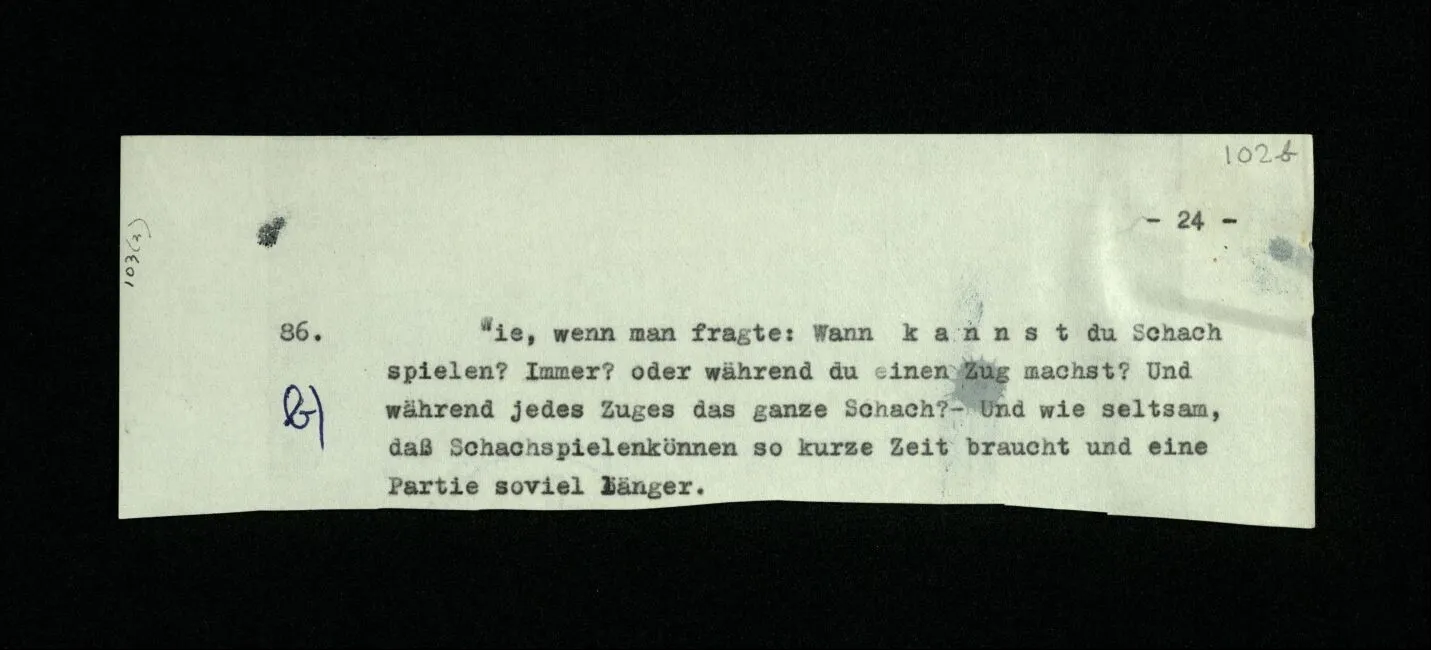 102b
- 24 -
103(3)
86. Wie, wenn man fragte: Wann k a n n s t du Schach
spielen? Immer? oder während du einen Zug machst? Und
b) während jedes Zuges das ganze Schach?- Und wie seltsam,
daß Schachspielenkönnen so kurze Zeit braucht und eine
Partie soviel länger.